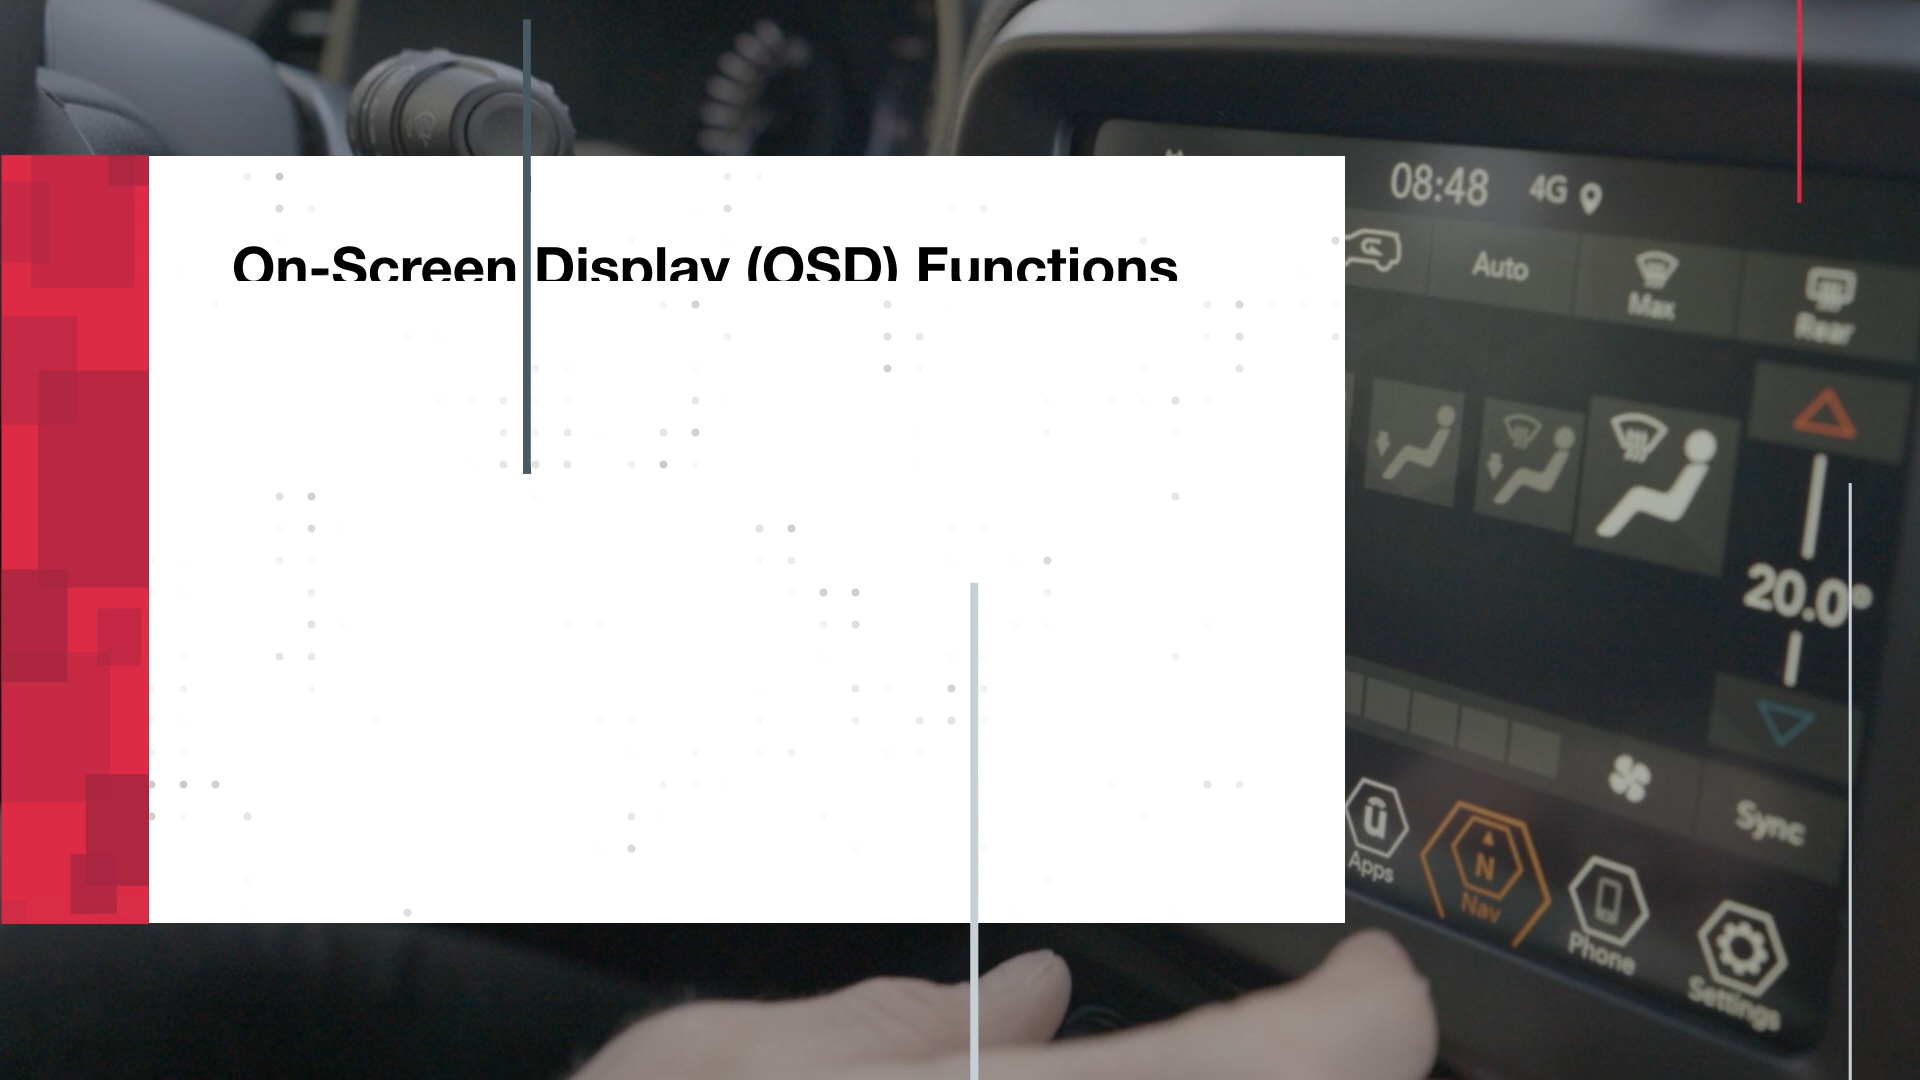 On-Screen Display (OSD) Functions
08:48 4G
Auto
Max
Rear
20.0°
Sync
û
Apps
N
Nav
Phone
Settings